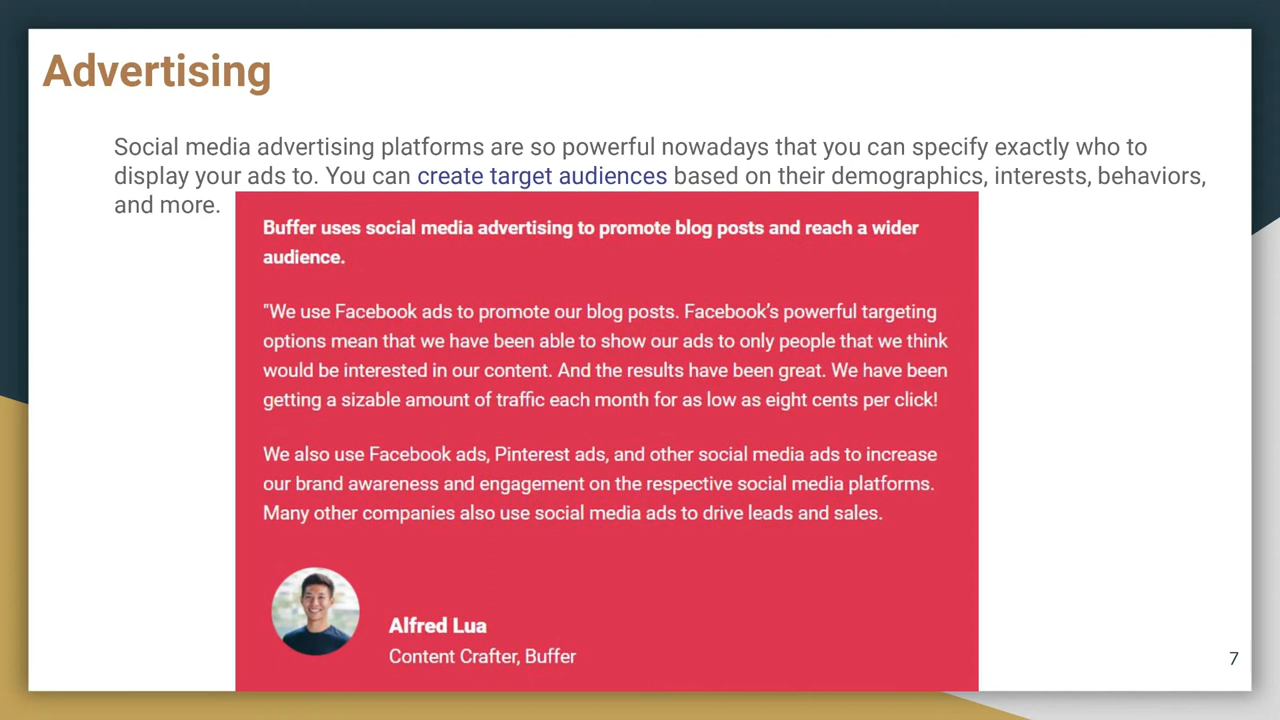 Advertising
Social media advertising platforms are so powerful nowadays that you can specify exactly who to
display your ads to. You can create target audiences based on their demographics, interests, behaviors,
and more.
Buffer uses social media advertising to promote blog posts and reach a wider
audience.
"We use Facebook ads to promote our blog posts. Facebook’s powerful targeting
options mean that we have been able to show our ads to only people that we think
would be interested in our content. And the results have been great. We have been
getting a sizable amount of traffic each month for as low as eight cents per click!
We also use Facebook ads, Pinterest ads, and other social media ads to increase
our brand awareness and engagement on the respective social media platforms.
Many other companies also use social media ads to drive leads and sales.
Alfred Lua
Content Crafter, Buffer
7